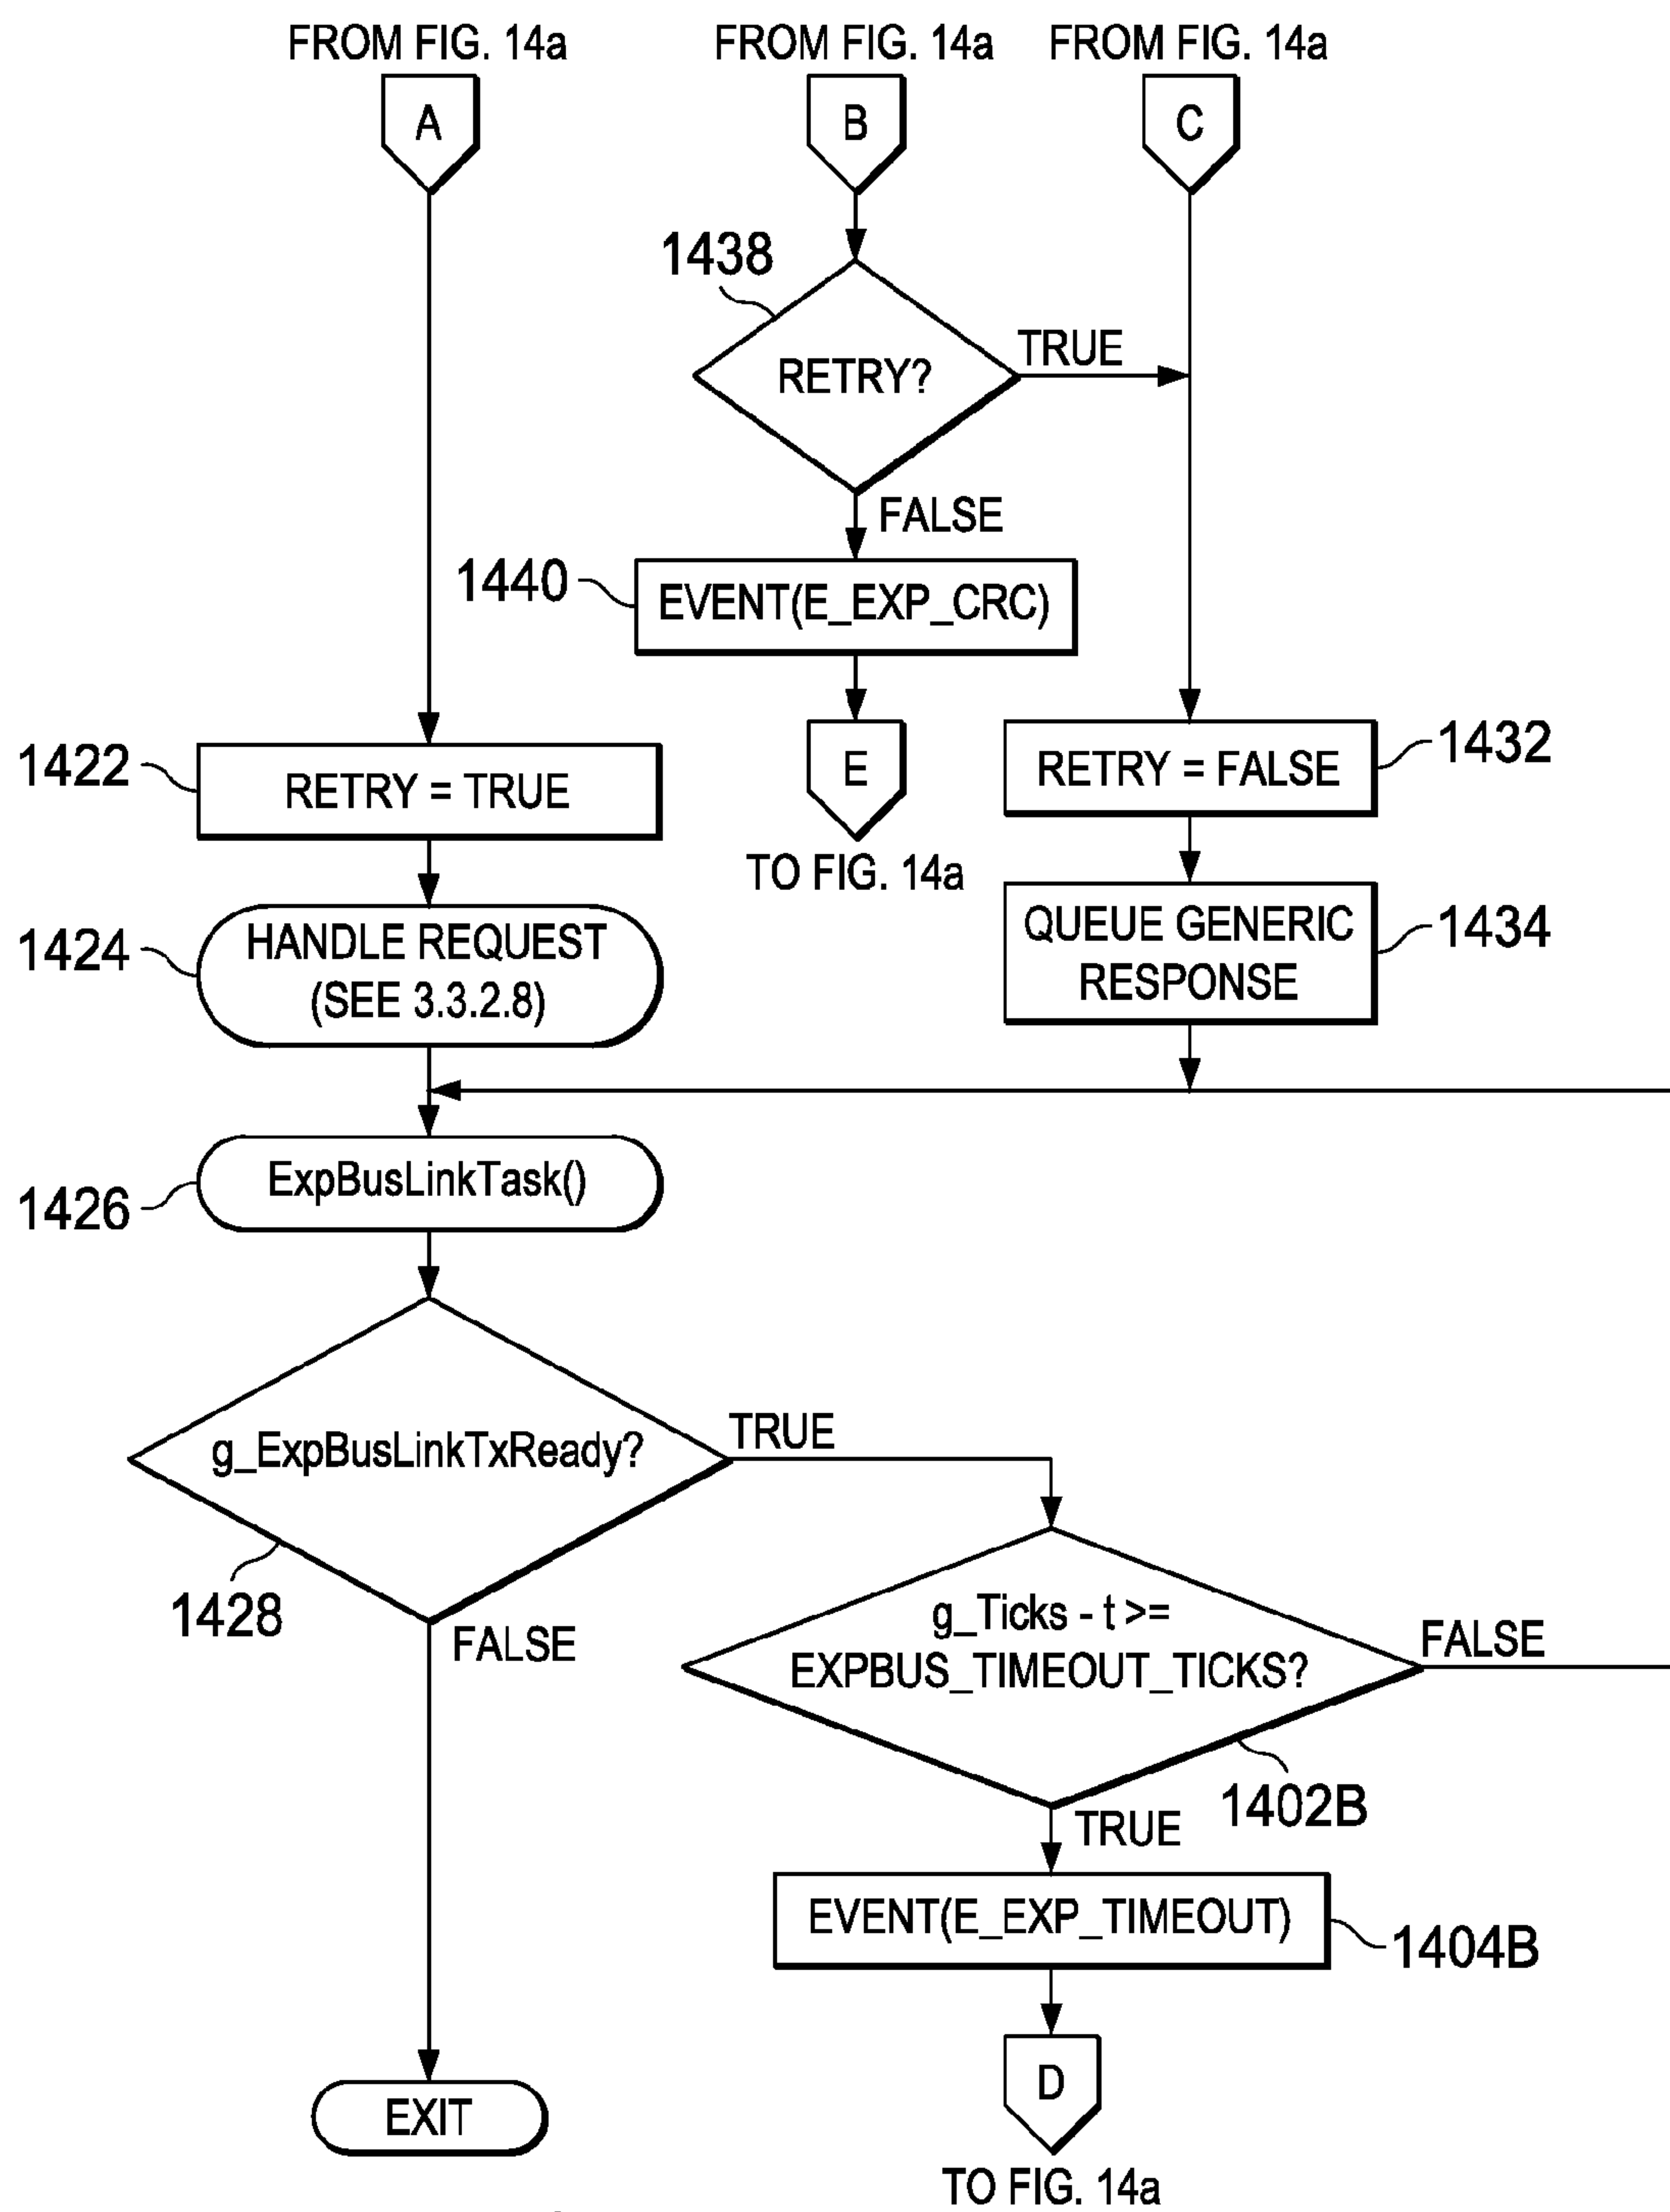 FROM FIG. 14a
FROM FIG. 14a
FROM FIG. 14a
A
B
C
1438
RETRY?
TRUE
FALSE
1440
EVENT(E_EXP_CRC)
E
TO FIG. 14a
1422
RETRY = TRUE
RETRY = FALSE
1432
1424
HANDLE REQUEST
(SEE 3.3.2.8)
QUEUE GENERIC
RESPONSE
1434
1426
ExpBusLinkTask()
g_ExpBusLinkTxReady?
TRUE
1428
FALSE
g_Ticks - t >=
EXPBUS_TIMEOUT_TICKS?
FALSE
1402B
TRUE
EVENT(E_EXP_TIMEOUT)
1404B
EXIT
D
TO FIG. 14a